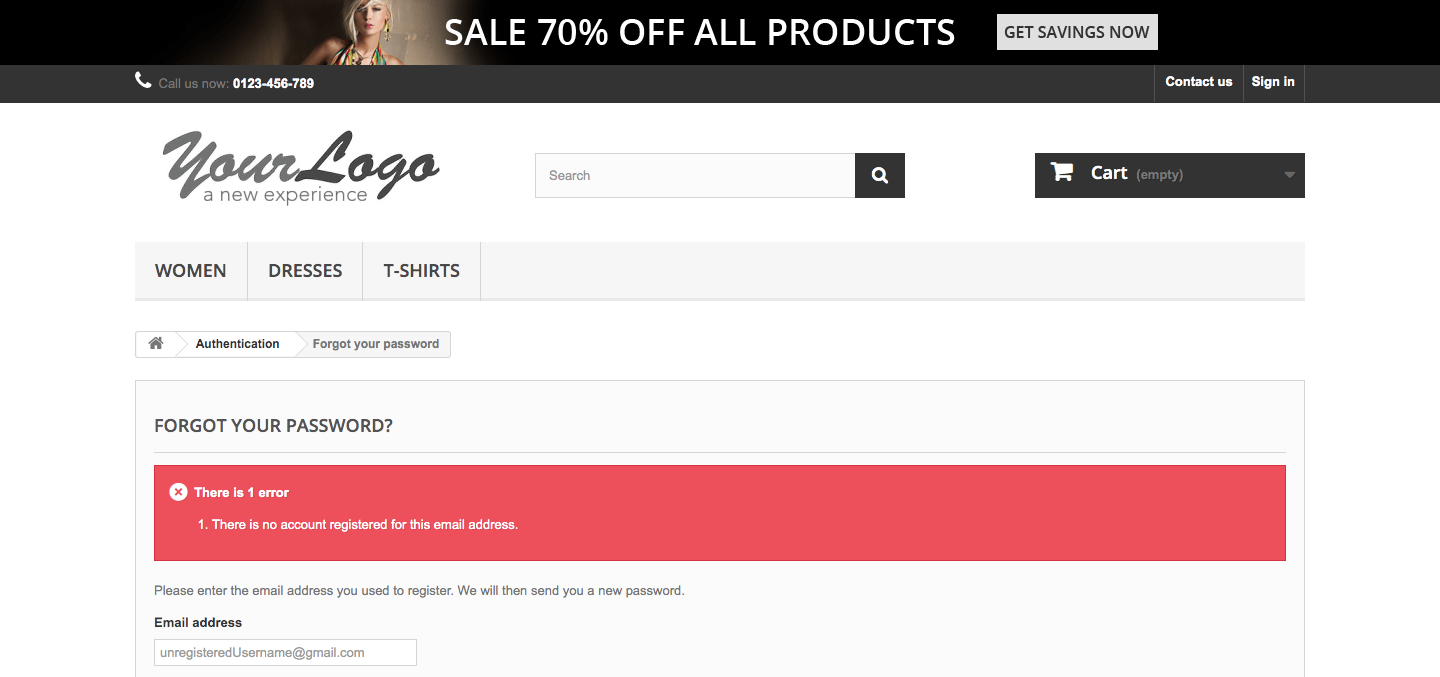 SALE 70% OFF ALL PRODUCTS GET SAVINGS NOW
Call us now: 0123-456-789 Contact us Sign in
YourLogo
a new experience
Search
Cart (empty)
WOMEN DRESSES T-SHIRTS
Authentication Forgot your password
FORGOT YOUR PASSWORD?
There is 1 error
1. There is no account registered for this email address.
Please enter the email address you used to register. We will then send you a new password.
Email address
unregisteredUsername@gmail.com